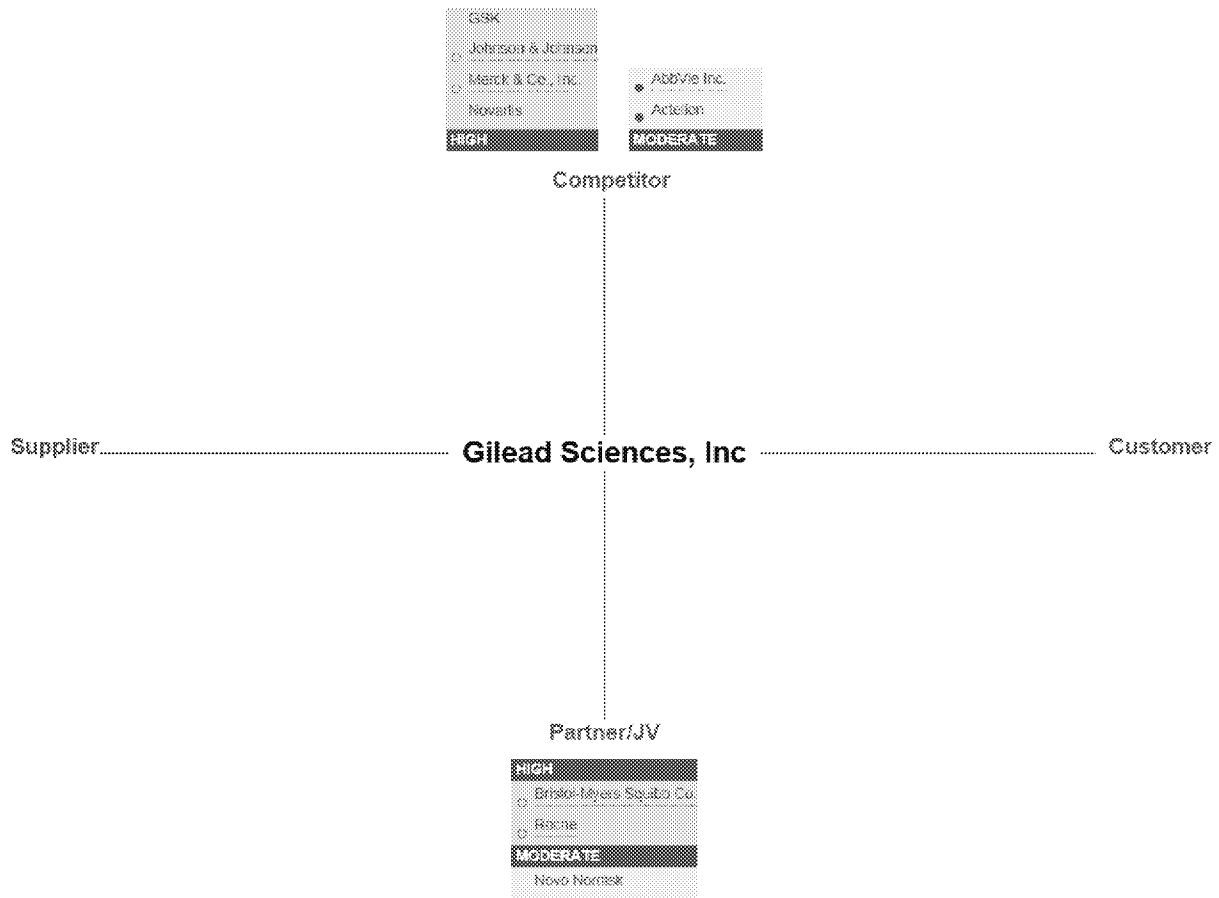 GSK
Johnson & Johnson
Merck & Co., Inc.
Novartis
HIGH
AbbVie Inc.
Actelion
MODERATE
Competitor
Supplier
Gilead Sciences, Inc
Customer
Partner/JV
HIGH
Bristol-Myers Squibb Co.
Roche
MODERATE
Novo Nordisk